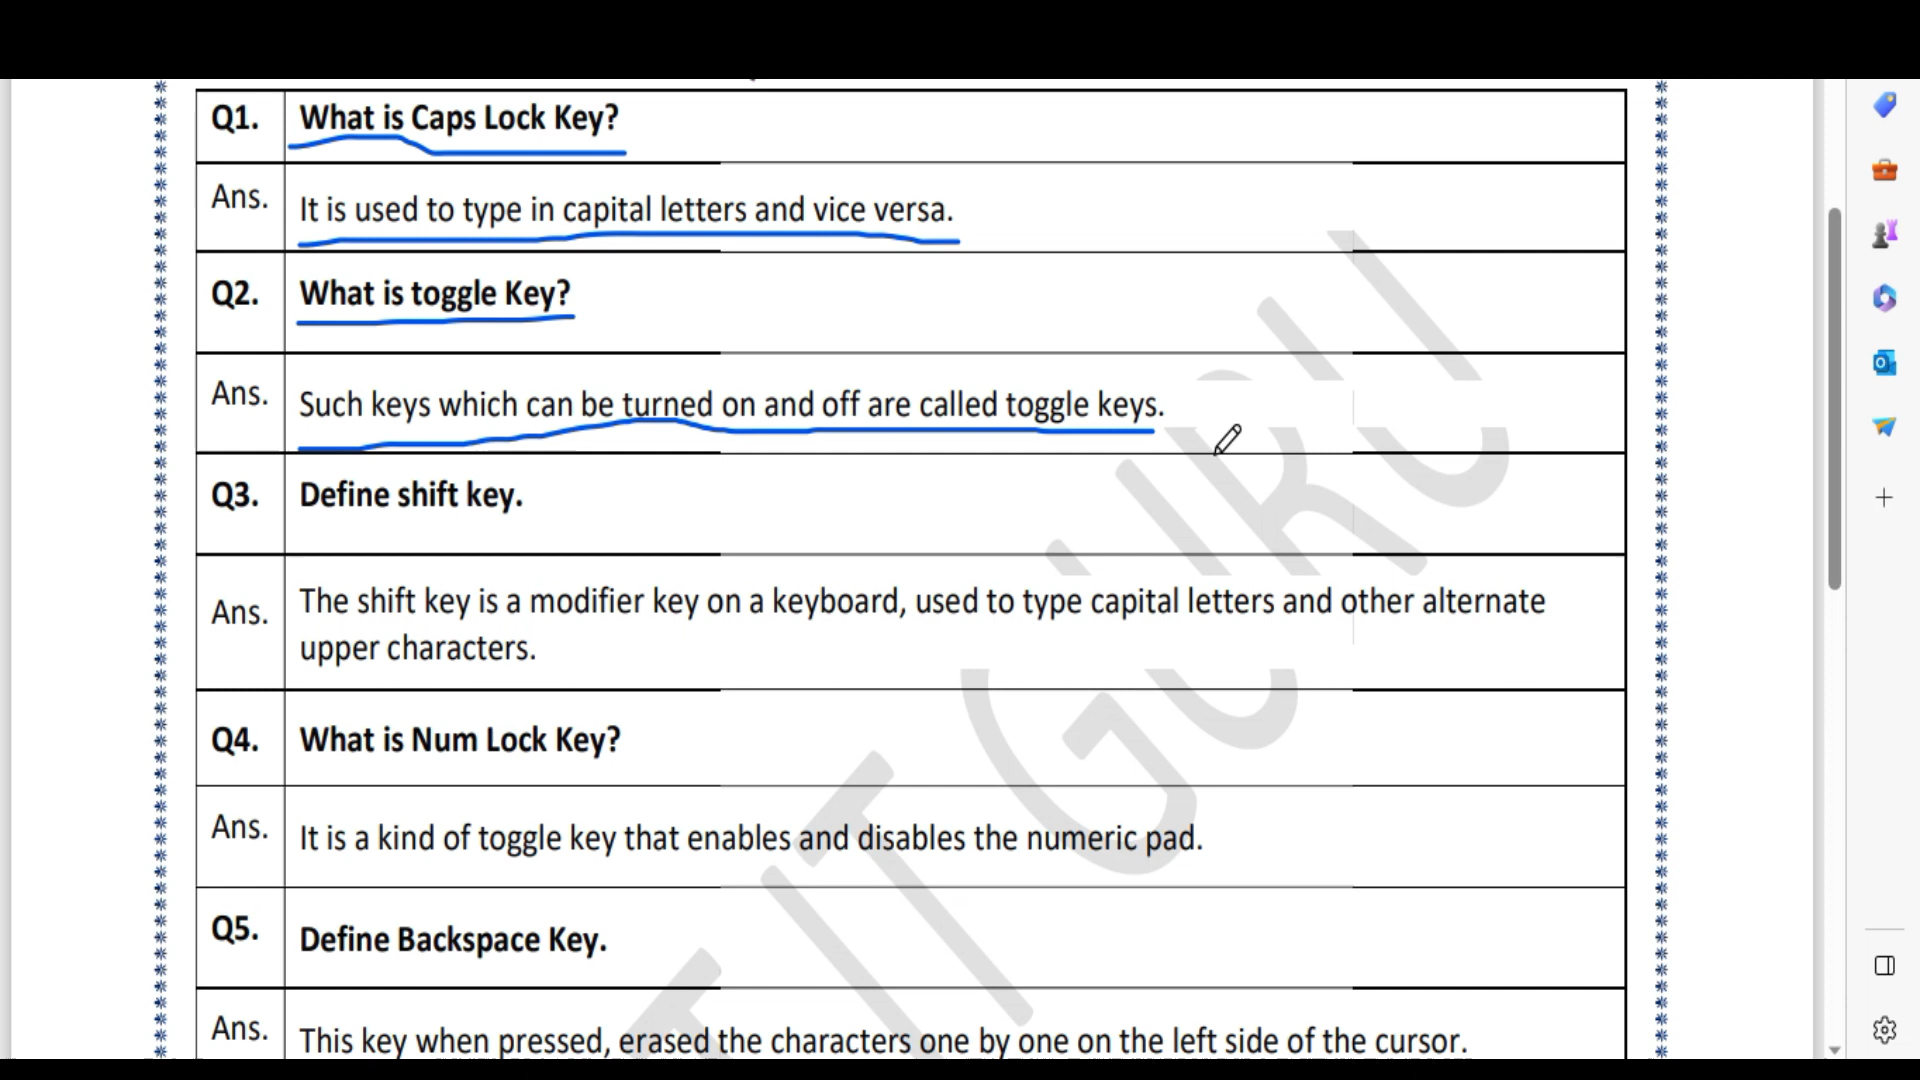 Q1. What is Caps Lock Key?
Ans. It is used to type in capital letters and vice versa.
Q2. What is toggle Key?
Ans. Such keys which can be turned on and off are called toggle keys.
Q3. Define shift key.
Ans. The shift key is a modifier key on a keyboard, used to type capital letters and other alternate
upper characters.
Q4. What is Num Lock Key?
Ans. It is a kind of toggle key that enables and disables the numeric pad.
Q5. Define Backspace Key.
Ans. This key when pressed, erased the characters one by one on the left side of the cursor.
IT GURU